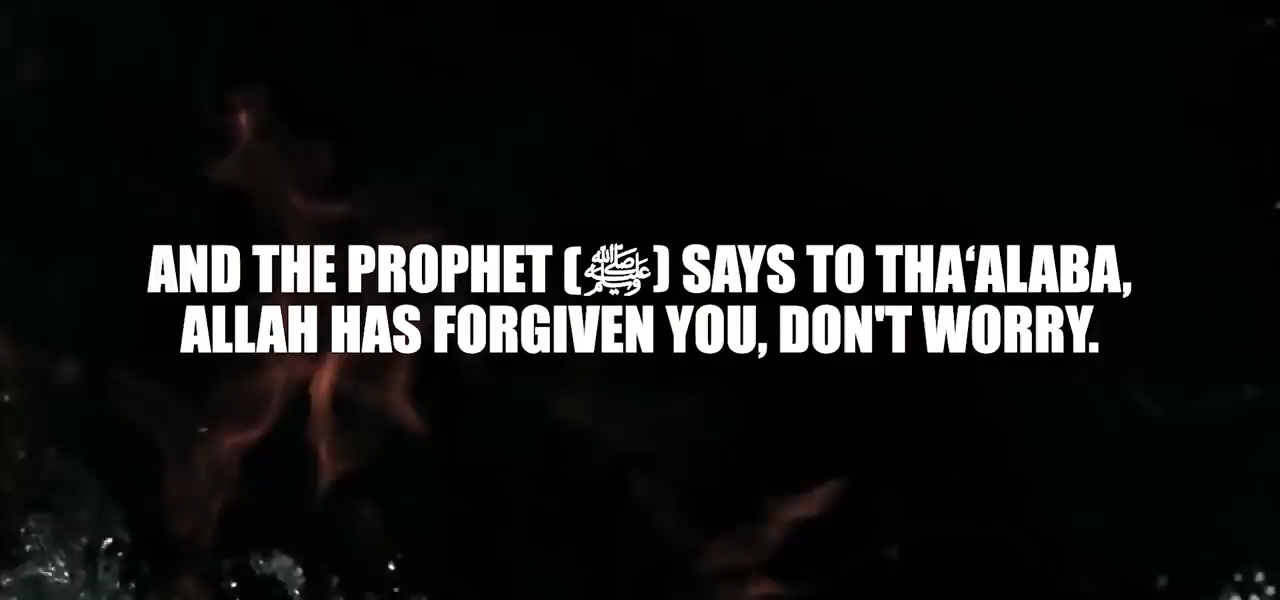 AND THE PROPHET (ﷺ) SAYS TO THA‘ALABA,
ALLAH HAS FORGIVEN YOU, DON'T WORRY.